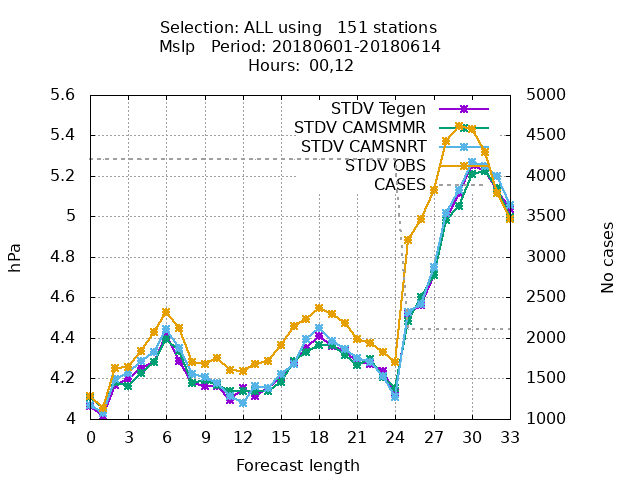 Selection: ALL using   151 stations
Mslp   Period: 20180601-20180614
Hours:  00,12
5.6
5.4
5.2
5
4.8
4.6
4.4
4.2
4
5000
4500
4000
3500
3000
2500
2000
1500
1000
STDV Tegen
STDV CAMSMMR
STDV CAMSNRT
STDV OBS
CASES
hPa
No cases
0 3 6 9 12 15 18 21 24 27 30 33
Forecast length